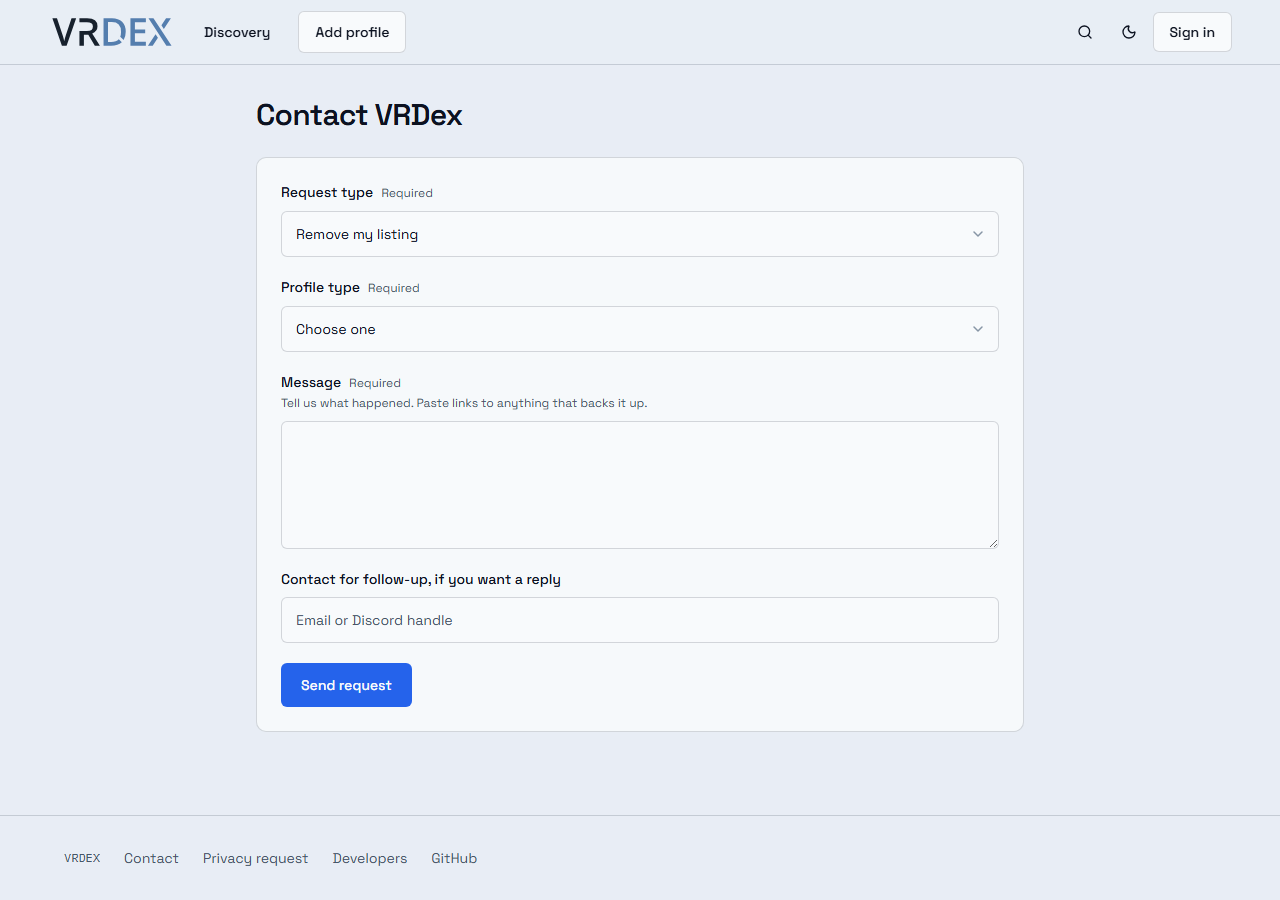 VRDEX
Discovery
Add profile
Sign in
Contact VRDex
Request type Required
Remove my listing
Profile type Required
Choose one
Message Required
Tell us what happened. Paste links to anything that backs it up.
Contact for follow-up, if you want a reply
Email or Discord handle
Send request
VRDEX
Contact
Privacy request
Developers
GitHub